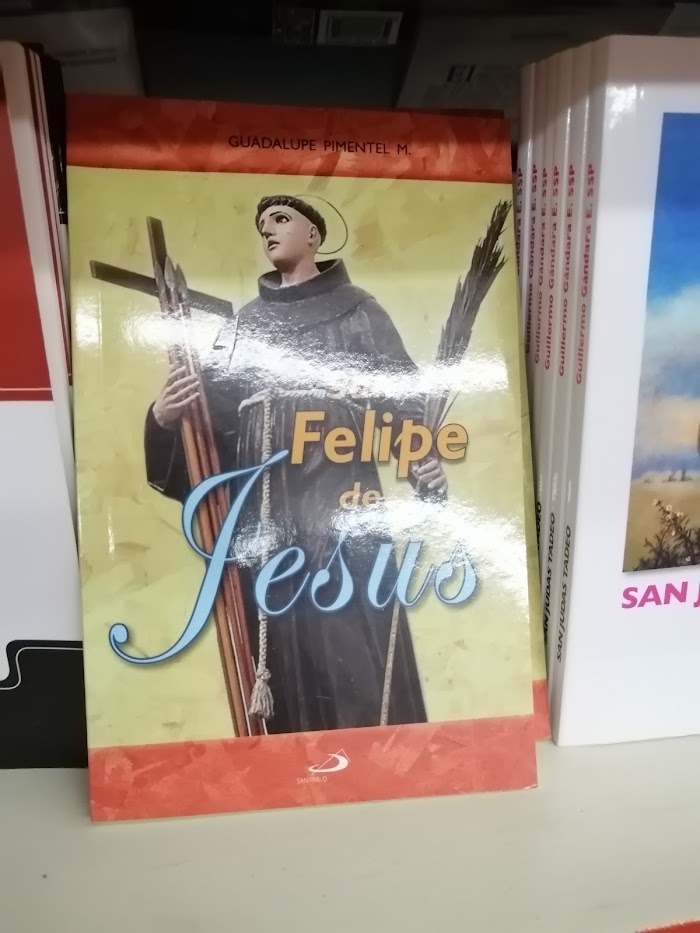 GUADALUPE PIMENTEL M.
Felipe
de
Jesus
SAN PABLO
El
Guillermo Gándara E. SSP
Guillermo Gándara E. SSP
Guillermo Gándara E. SSP
Guillermo Gándara E. SSP
SAN JUDAS TADEO
SAN JUDAS TADEO
SAN J